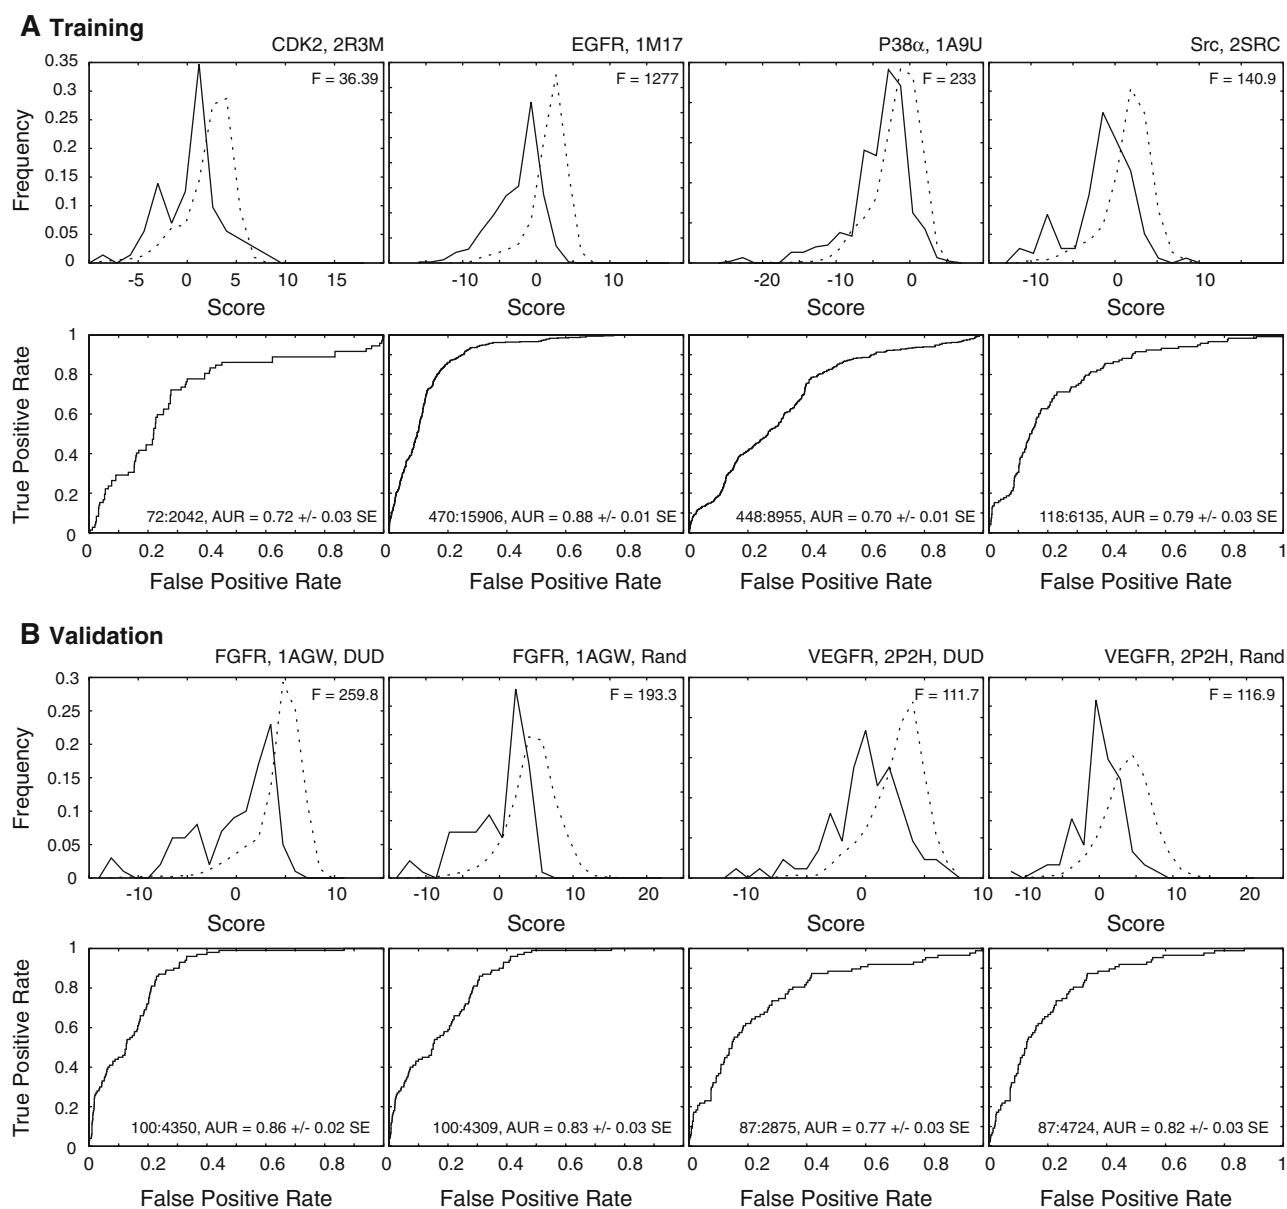 A Training
CDK2, 2R3M
EGFR, 1M17
P38α, 1A9U
Src, 2SRC
Frequency
0.35
0.3
0.25
0.2
0.15
0.1
0.05
0
F = 36.39
F = 1277
F = 233
F = 140.9
-5 0 5 10 15
-10 0 10
-20 -10 0
-10 0 10
Score
Score
Score
Score
True Positive Rate
1
0.8
0.6
0.4
0.2
0
72:2042, AUR = 0.72 +/- 0.03 SE
470:15906, AUR = 0.88 +/- 0.01 SE
448:8955, AUR = 0.70 +/- 0.01 SE
118:6135, AUR = 0.79 +/- 0.03 SE
0 0.2 0.4 0.6 0.8
0 0.2 0.4 0.6 0.8
0 0.2 0.4 0.6 0.8
0 0.2 0.4 0.6 0.8 1
False Positive Rate
False Positive Rate
False Positive Rate
False Positive Rate
B Validation
FGFR, 1AGW, DUD
FGFR, 1AGW, Rand
VEGFR, 2P2H, DUD
VEGFR, 2P2H, Rand
Frequency
0.3
0.25
0.2
0.15
0.1
0.05
0
F = 259.8
F = 193.3
F = 111.7
F = 116.9
-10 0 10
-10 0 10 20
-10 0 10
-10 0 10 20
Score
Score
Score
Score
True Positive Rate
1
0.8
0.6
0.4
0.2
0
100:4350, AUR = 0.86 +/- 0.02 SE
100:4309, AUR = 0.83 +/- 0.03 SE
87:2875, AUR = 0.77 +/- 0.03 SE
87:4724, AUR = 0.82 +/- 0.03 SE
0 0.2 0.4 0.6 0.8
0 0.2 0.4 0.6 0.8
0 0.2 0.4 0.6 0.8
0 0.2 0.4 0.6 0.8 1
False Positive Rate
False Positive Rate
False Positive Rate
False Positive Rate